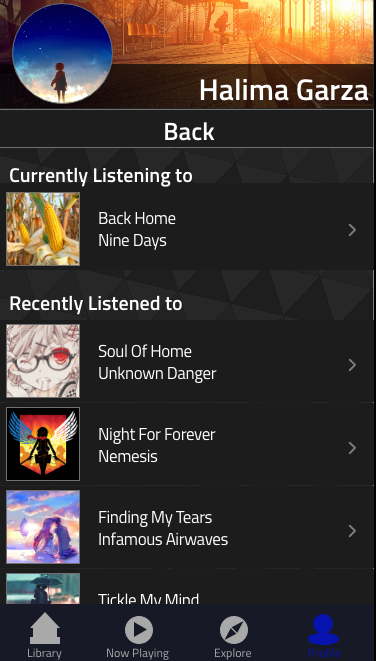 Halima Garza
Back
Currently Listening to
Back Home
Nine Days
Recently Listened to
Soul Of Home
Unknown Danger
Night For Forever
Nemesis
Finding My Tears
Infamous Airwaves
Tickle My Mind
Library
Now Playing
Explore
Profile